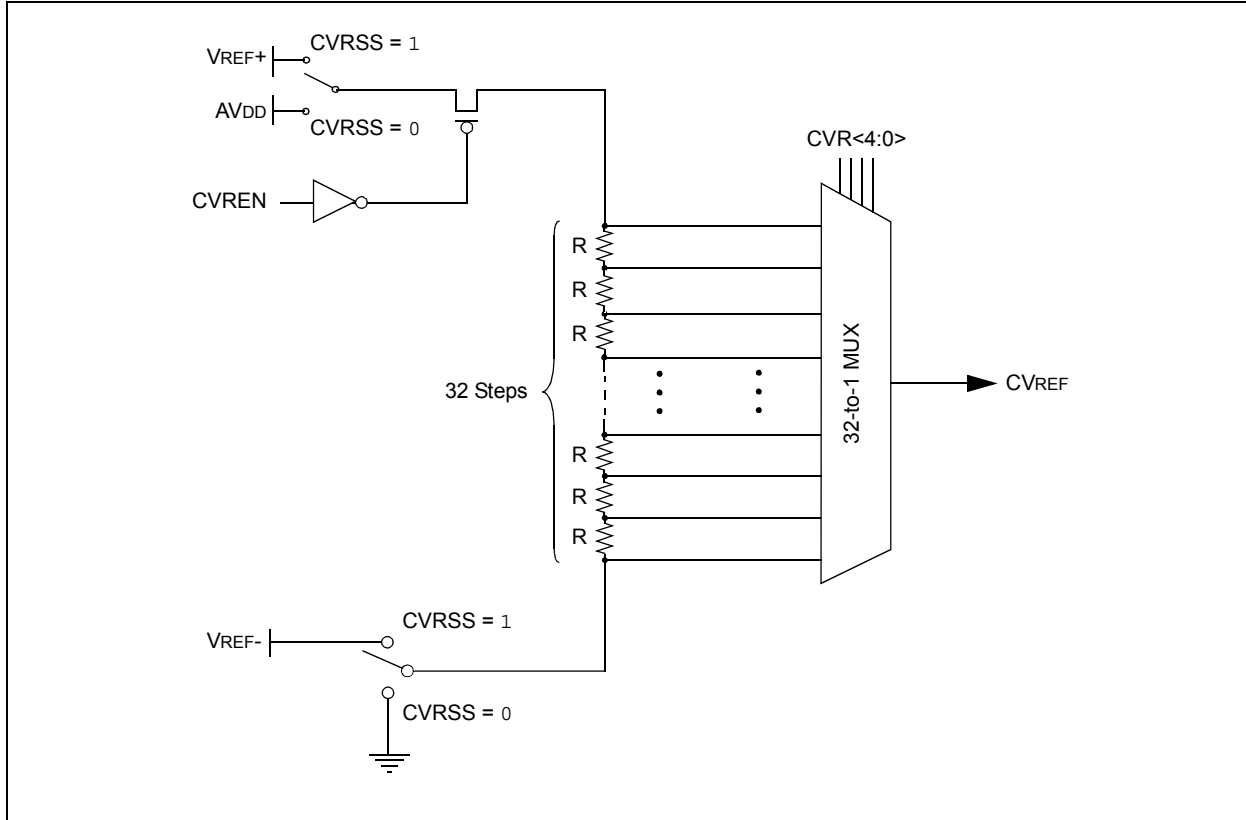 CVRSS = 1
VREF+
AVDD
CVRSS = 0
CVREN
CVR<4:0>
R
R
R
32 Steps
32-to-1 MUX
CVREF
R
R
R
CVRSS = 1
VREF-
CVRSS = 0